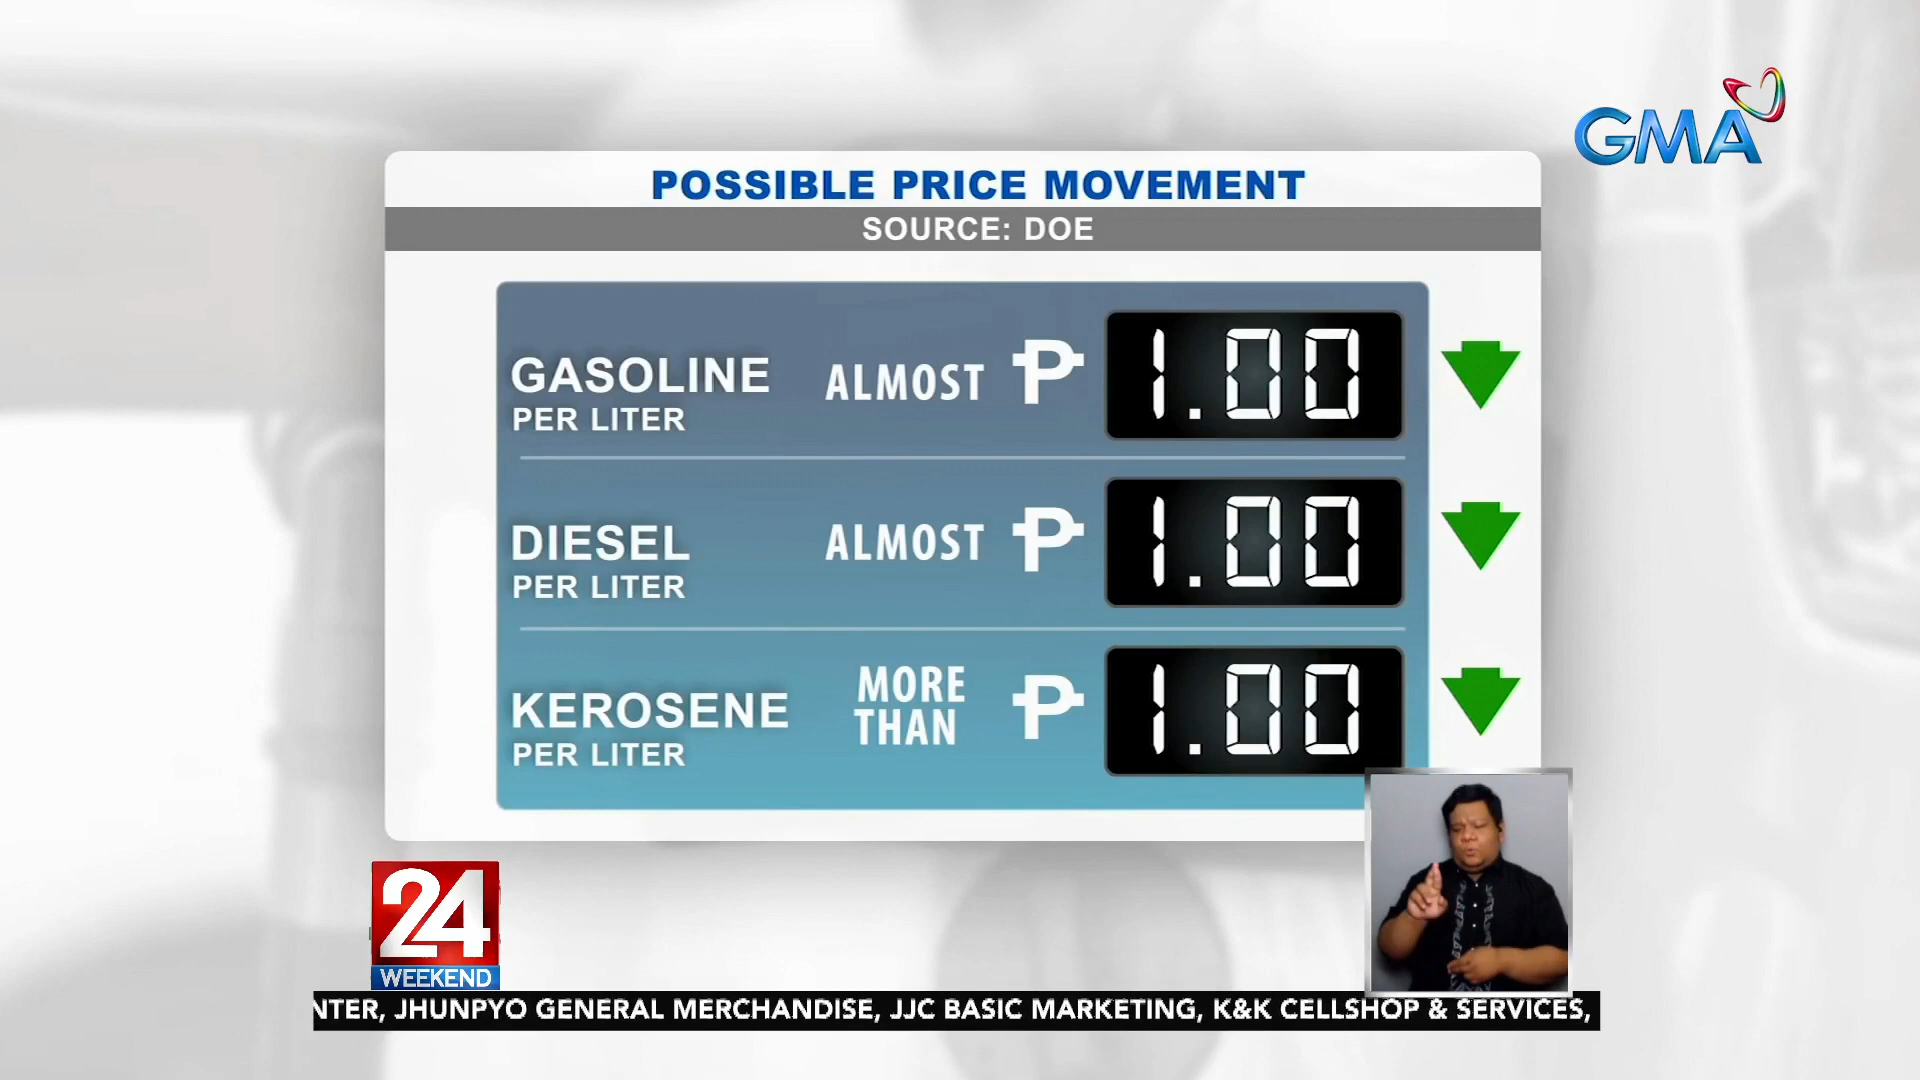 GMA
POSSIBLE PRICE MOVEMENT
SOURCE: DOE
GASOLINE ALMOST ₱ 1.00
PER LITER
DIESEL ALMOST ₱ 1.00
PER LITER
KEROSENE MORE THAN ₱ 1.00
PER LITER
24
WEEKEND
NTER, JHUNPYO GENERAL MERCHANDISE, JJC BASIC MARKETING, K&K CELLSHOP & SERVICES,